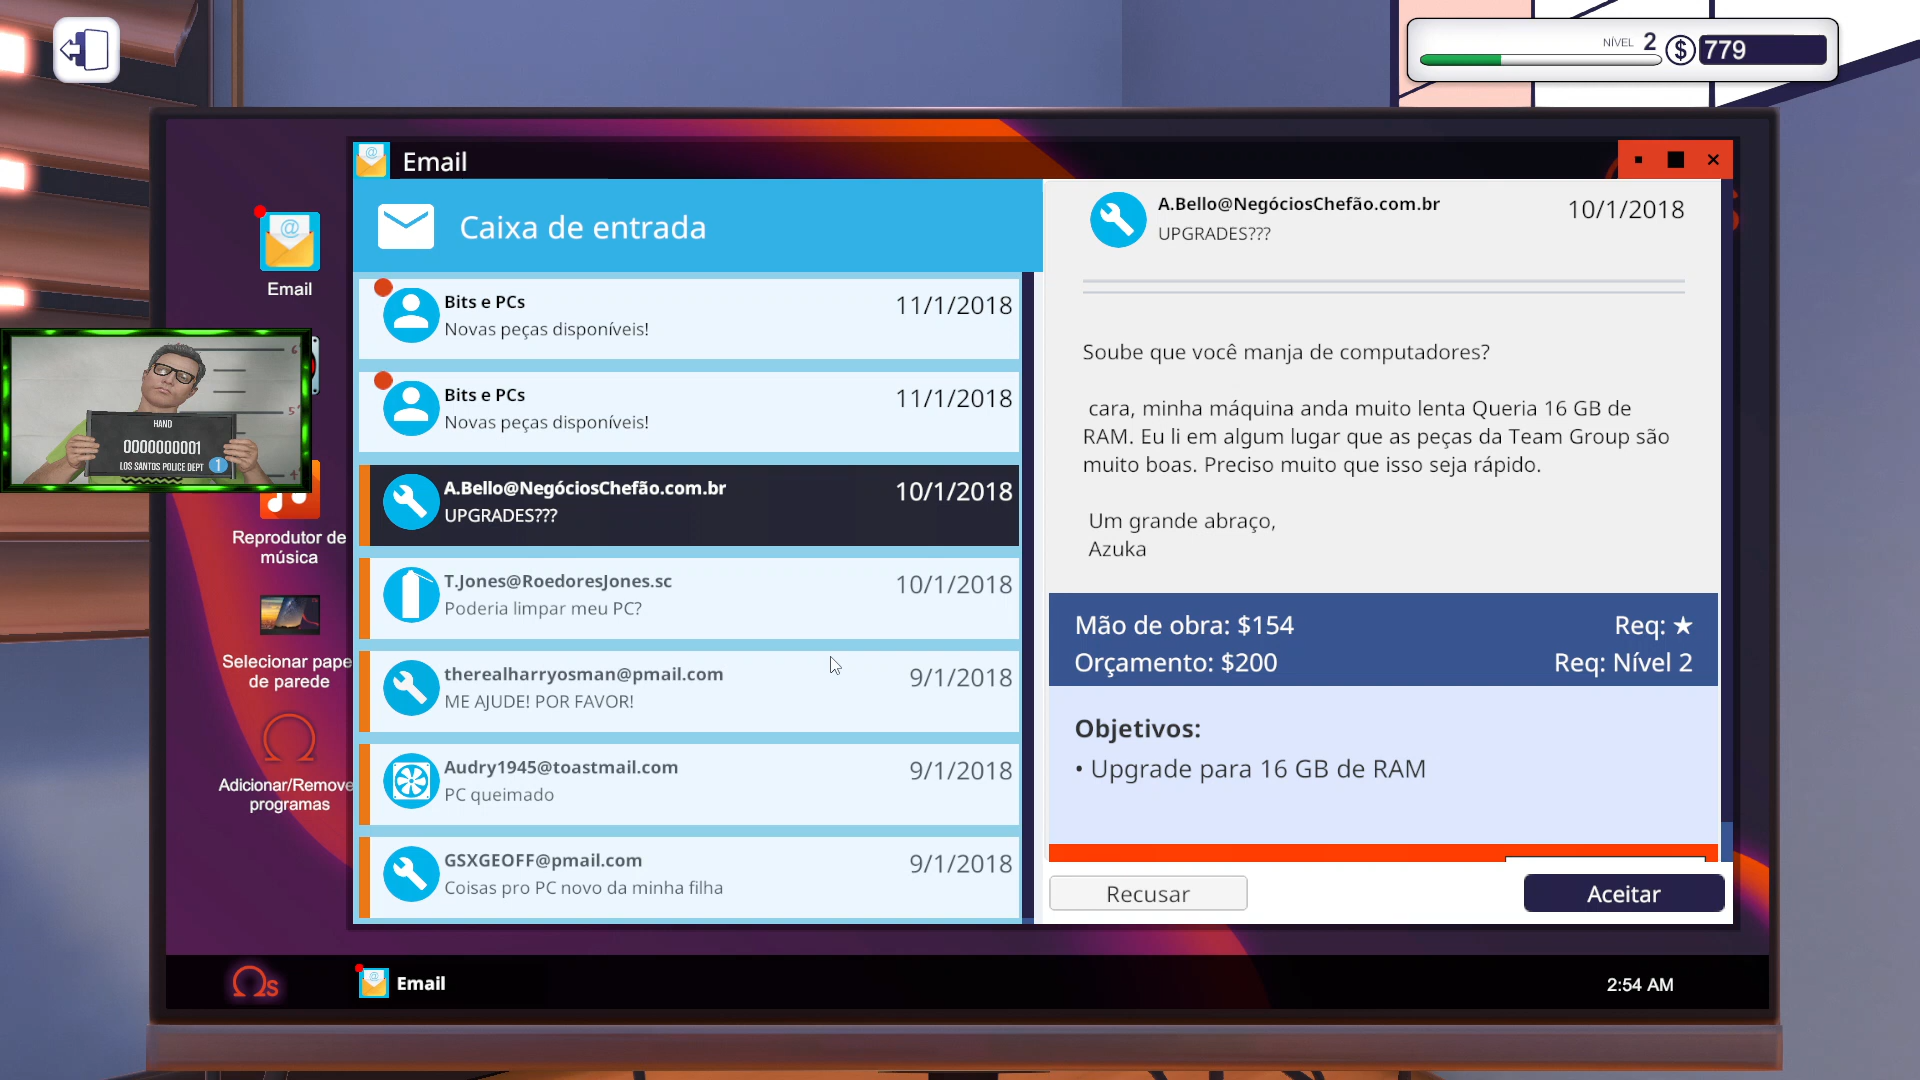 NÍVEL 2
$ 779
Email
Caixa de entrada
Email
Bits e PCs
11/1/2018
Novas peças disponíveis!
Bits e PCs
11/1/2018
Novas peças disponíveis!
A.Bello@NegóciosChefão.com.br
10/1/2018
UPGRADES???
T.Jones@RoedoresJones.sc
10/1/2018
Poderia limpar meu PC?
therealharryosman@pmail.com
9/1/2018
ME AJUDE! POR FAVOR!
Audry1945@toastmail.com
9/1/2018
PC queimado
GSXGEOFF@pmail.com
9/1/2018
Coisas pro PC novo da minha filha
A.Bello@NegóciosChefão.com.br
10/1/2018
UPGRADES???
Soube que você manja de computadores?
cara, minha máquina anda muito lenta Queria 16 GB de
RAM. Eu li em algum lugar que as peças da Team Group são
muito boas. Preciso muito que isso seja rápido.
Um grande abraço,
Azuka
Mão de obra: $154
Req: ★
Orçamento: $200
Req: Nível 2
Objetivos:
• Upgrade para 16 GB de RAM
Recusar
Aceitar
HAND
0000000001
LOS SANTOS POLICE DEPT
1
Reprodutor de
música
Selecionar pape
de parede
Adicionar/Remove
programas
Ωs
Email
2:54 AM